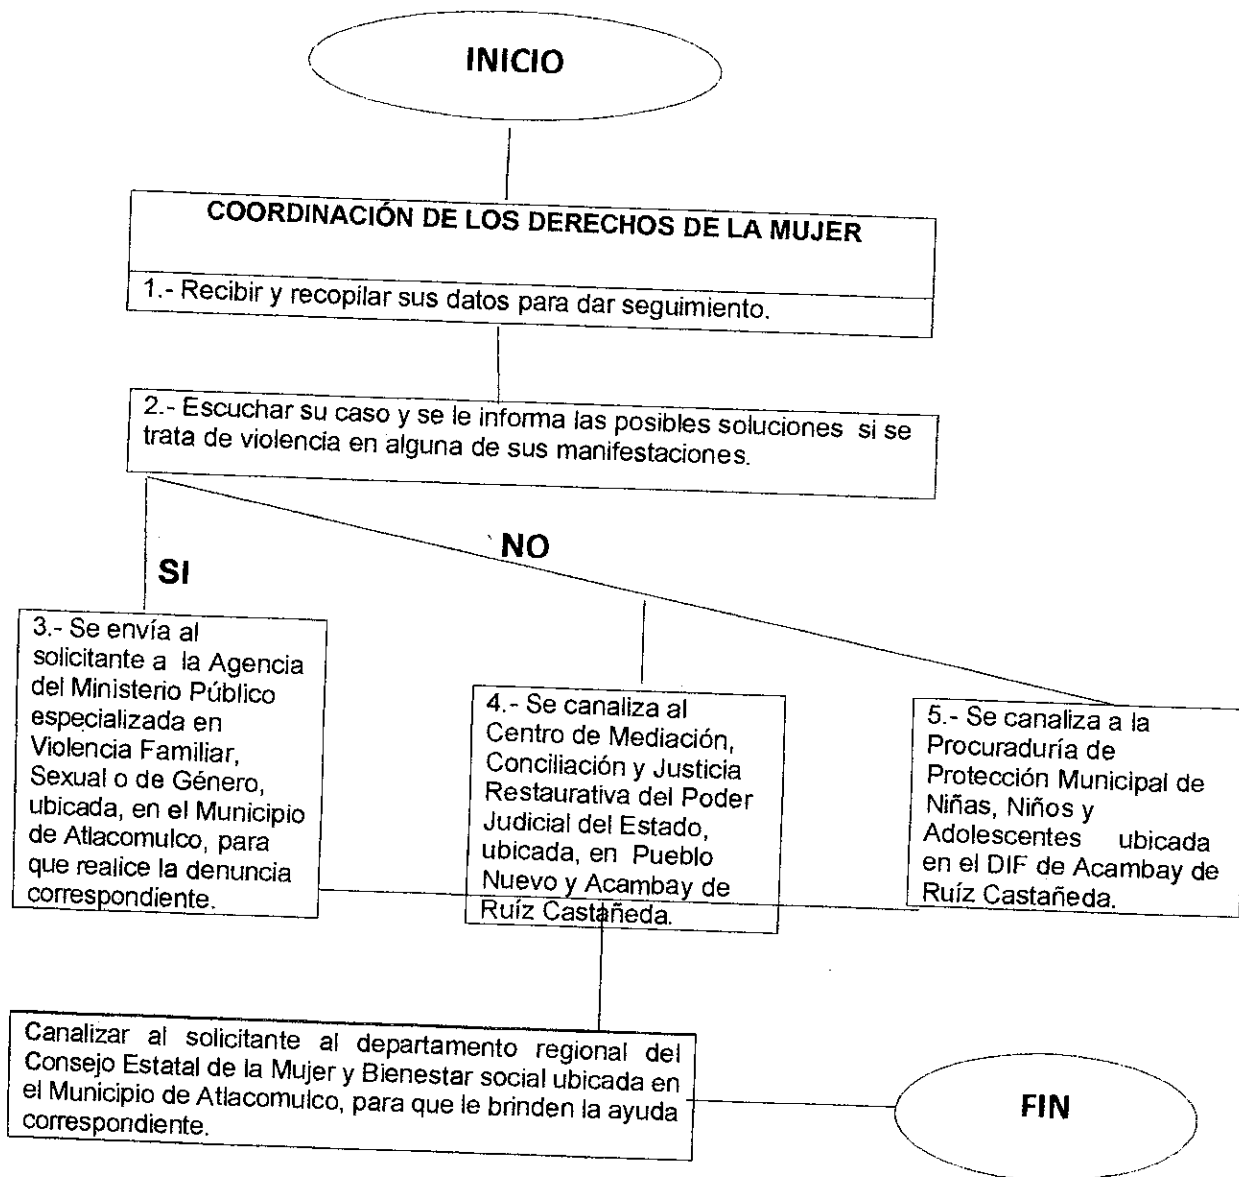 INICIO
COORDINACIÓN DE LOS DERECHOS DE LA MUJER
1.- Recibir y recopilar sus datos para dar seguimiento.
2.- Escuchar su caso y se le informa las posibles soluciones si se
trata de violencia en alguna de sus manifestaciones.
SI
NO
3.- Se envía al
solicitante a la Agencia
del Ministerio Público
especializada en
Violencia Familiar,
Sexual o de Género,
ubicada, en el Municipio
de Atlacomulco, para
que realice la denuncia
correspondiente.
4.- Se canaliza al
Centro de Mediación,
Conciliación y Justicia
Restaurativa del Poder
Judicial del Estado,
ubicada, en Pueblo
Nuevo y Acambay de
Ruíz Castañeda.
5.- Se canaliza a la
Procuraduría de
Protección Municipal de
Niñas, Niños y
Adolescentes ubicada
en el DIF de Acambay de
Ruíz Castañeda.
Canalizar al solicitante al departamento regional del
Consejo Estatal de la Mujer y Bienestar social ubicada en
el Municipio de Atlacomulco, para que le brinden la ayuda
correspondiente.
FIN